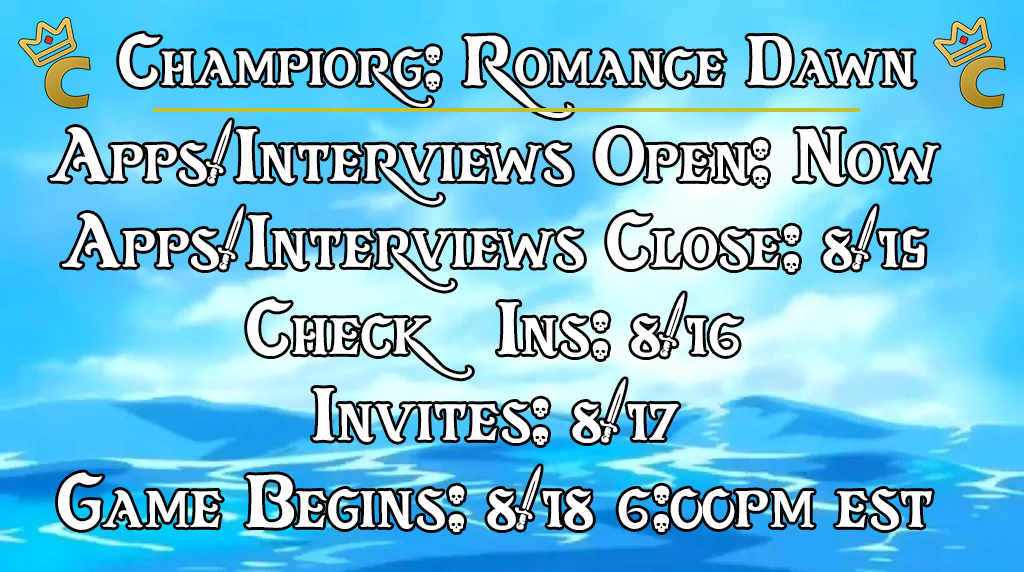 C
C
Champiorg: Romance Dawn
Apps/Interviews Open: Now
Apps/Interviews Close: 8/15
Check Ins: 8/16
Invites: 8/17
Game Begins: 8/18 6:00pm est